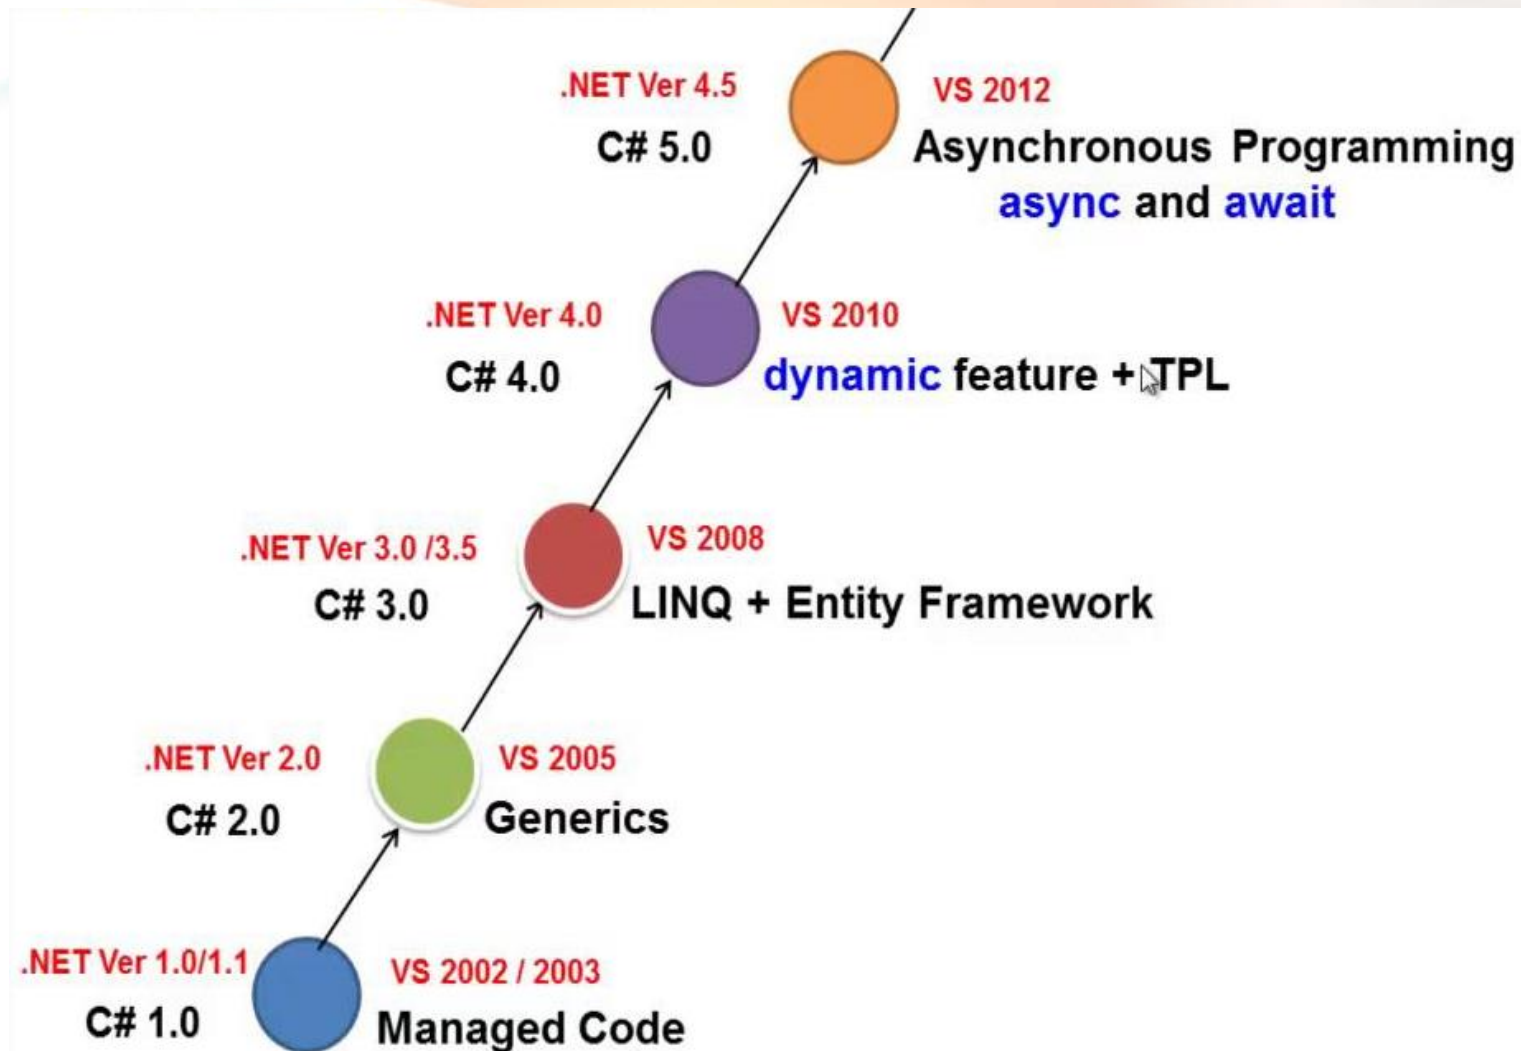 .NET Ver 4.5
VS 2012
C# 5.0
Asynchronous Programming
async and await
.NET Ver 4.0
VS 2010
C# 4.0
dynamic feature + TPL
.NET Ver 3.0 /3.5
VS 2008
C# 3.0
LINQ + Entity Framework
.NET Ver 2.0
VS 2005
C# 2.0
Generics
.NET Ver 1.0/1.1
VS 2002 / 2003
C# 1.0
Managed Code